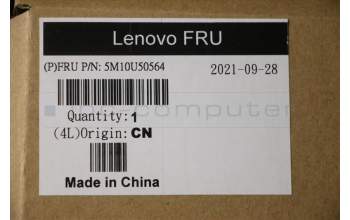 Lenovo FRU
(P)FRU P/N: 5M10U50564
2021-09-28
Quantity:1
(4L)Origin:CN
Made in China